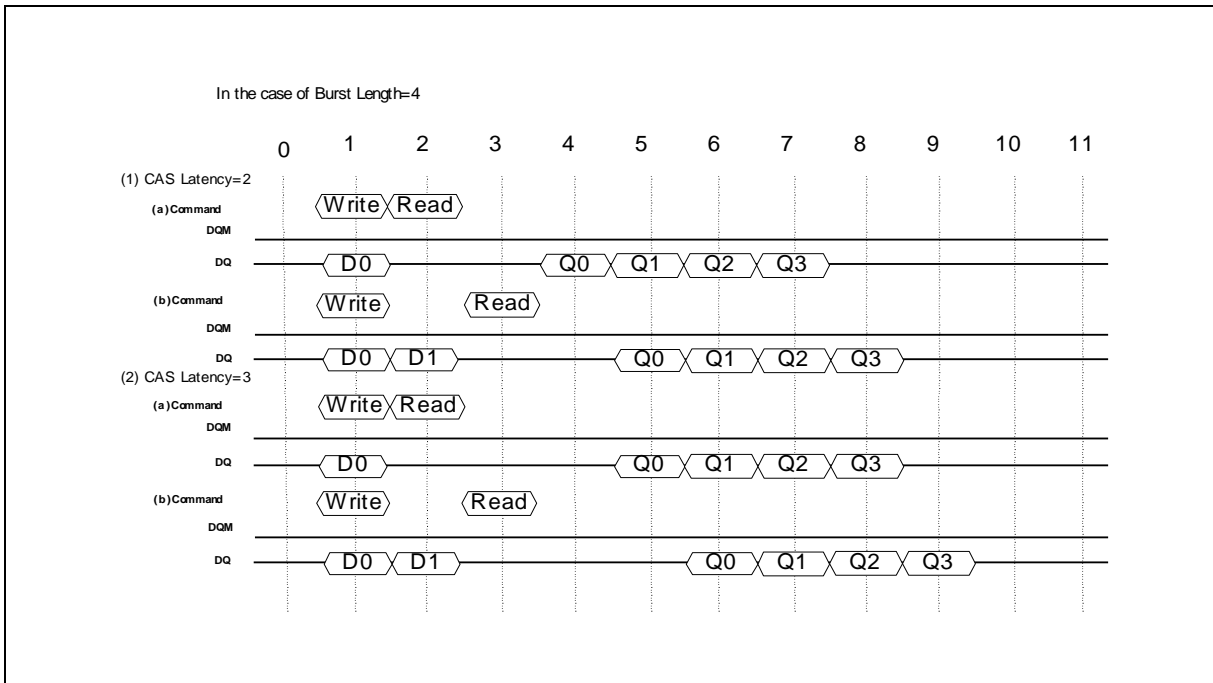 In the case of Burst Length=4
0 1 2 3 4 5 6 7 8 9 10 11
(1) CAS Latency=2
(a)Command Write Read
DQM
DQ D0 Q0 Q1 Q2 Q3
(b)Command Write Read
DQM
DQ D0 D1 Q0 Q1 Q2 Q3
(2) CAS Latency=3
(a)Command Write Read
DQM
DQ D0 Q0 Q1 Q2 Q3
(b)Command Write Read
DQM
DQ D0 D1 Q0 Q1 Q2 Q3